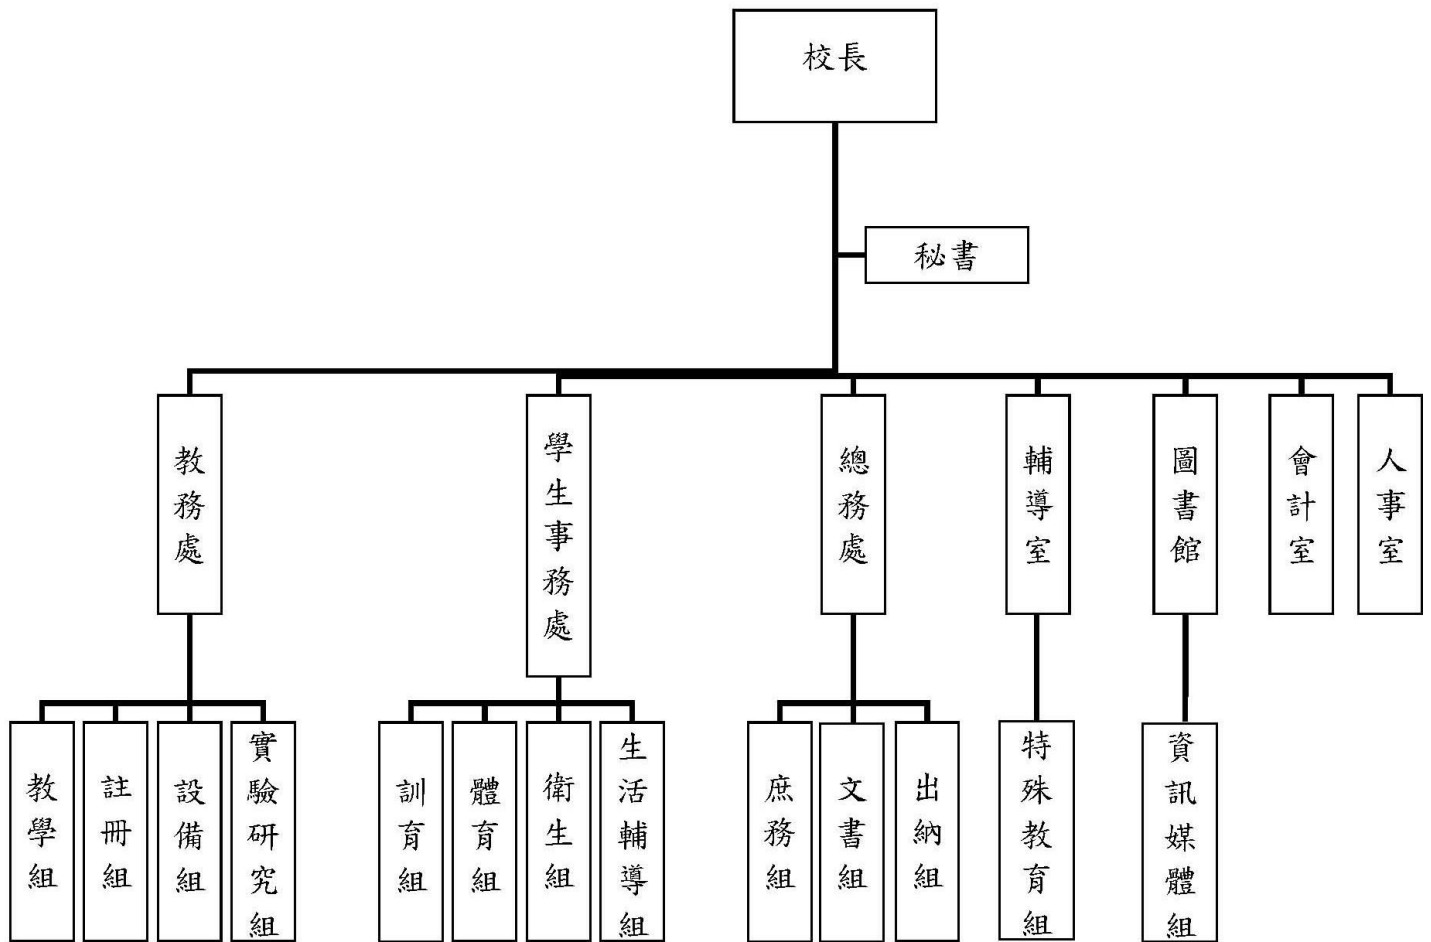 校長
秘書
教務處
學生事務處
總務處
輔導室
圖書館
會計室
人事室
教學組
註冊組
設備組
實驗研究組
訓育組
體育組
衛生組
生活輔導組
庶務組
文書組
出納組
特殊教育組
資訊媒體組